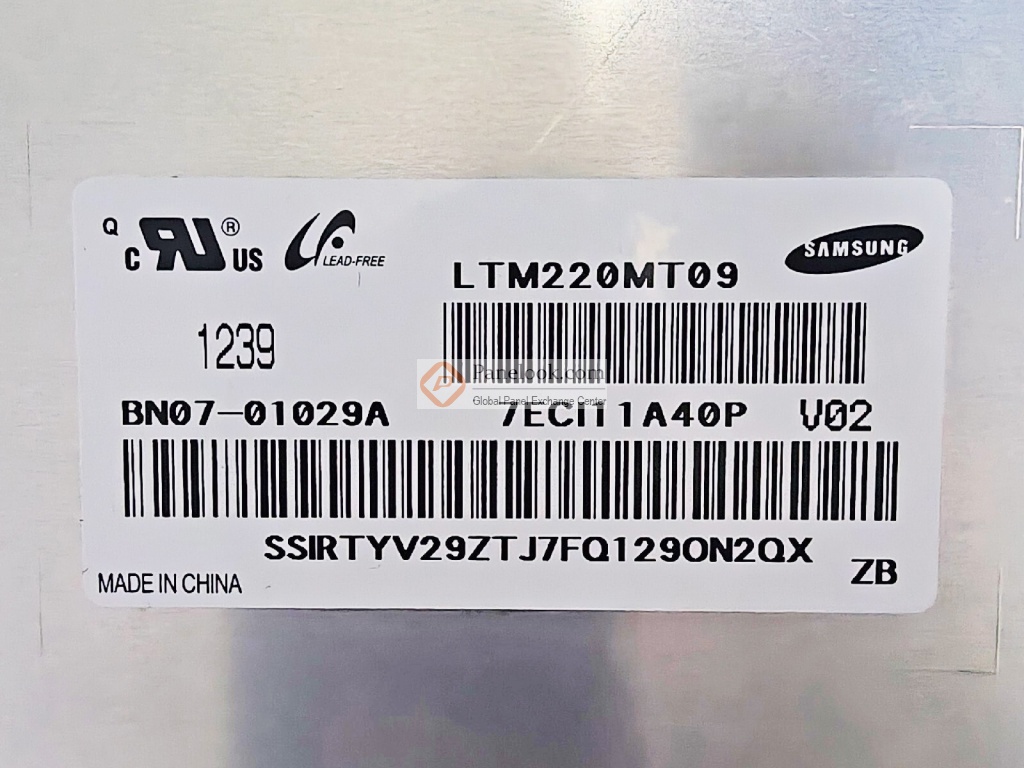 Q
C RU ® US
LEAD-FREE
SAMSUNG
LTM220MT09
1239
Panelook.com
Global Panel Exchange Center
BN07-01029A 7ECI11A40P V02
SSIRTYV29ZTJ7FQ129ON2QX
ZB
MADE IN CHINA